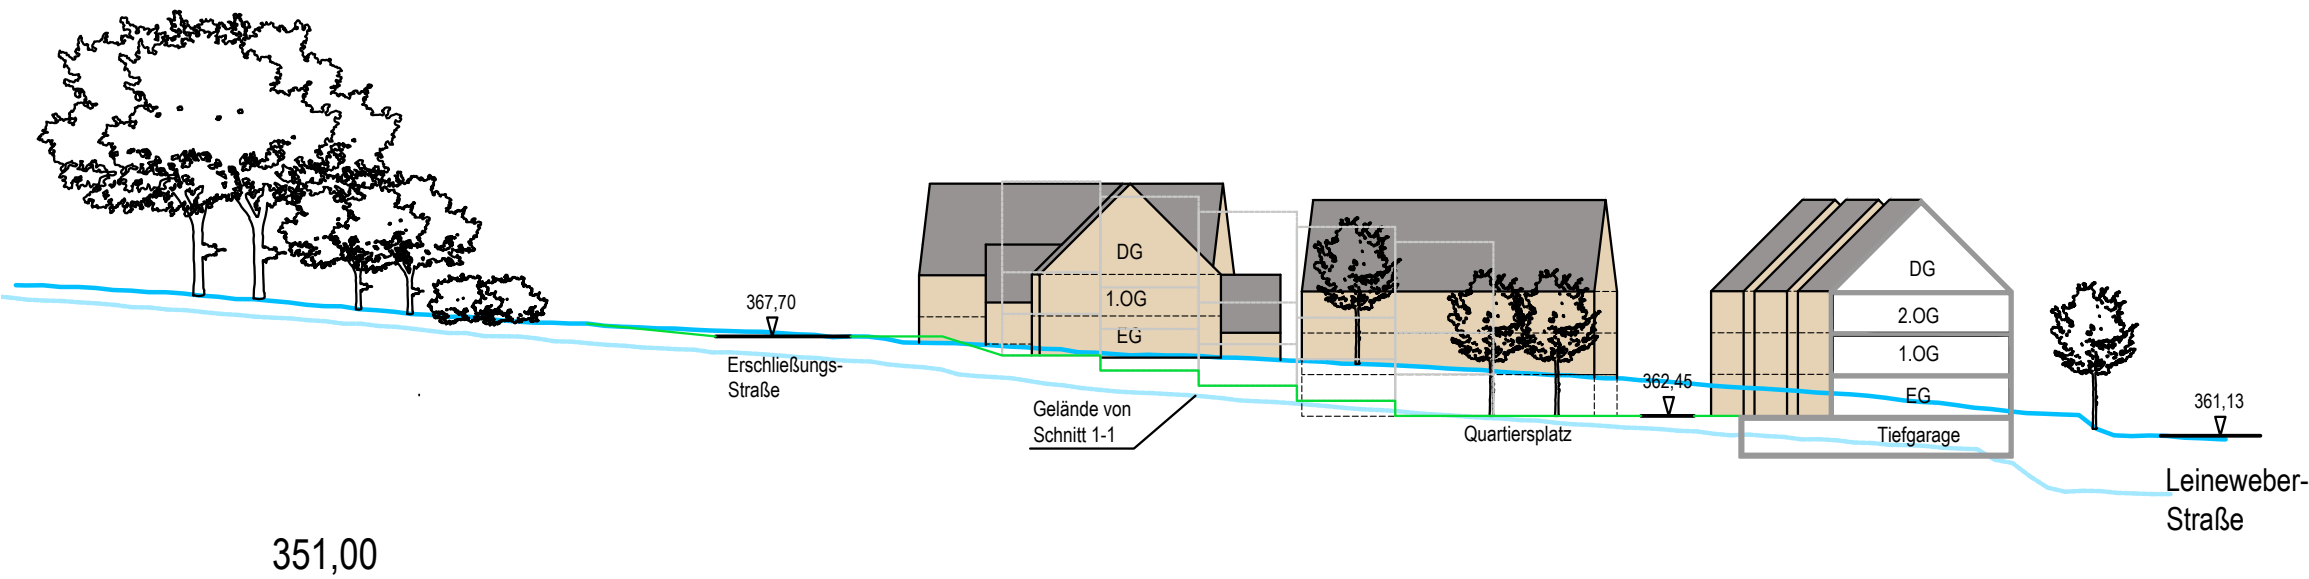 367,70
Erschließungs-
Straße
DG
1.OG
EG
Gelände von
Schnitt 1-1
362,45
Quartiersplatz
DG
2.OG
1.OG
EG
Tiefgarage
361,13
Leineweber-
Straße
351,00